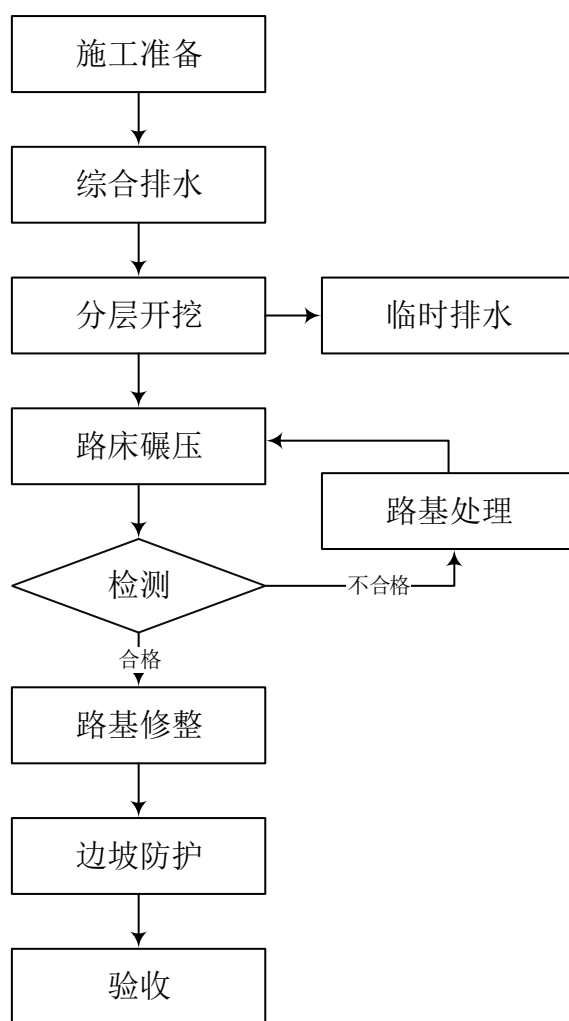 施工准备
综合排水
分层开挖
临时排水
路床碾压
路基处理
检测
不合格
合格
路基修整
边坡防护
验收